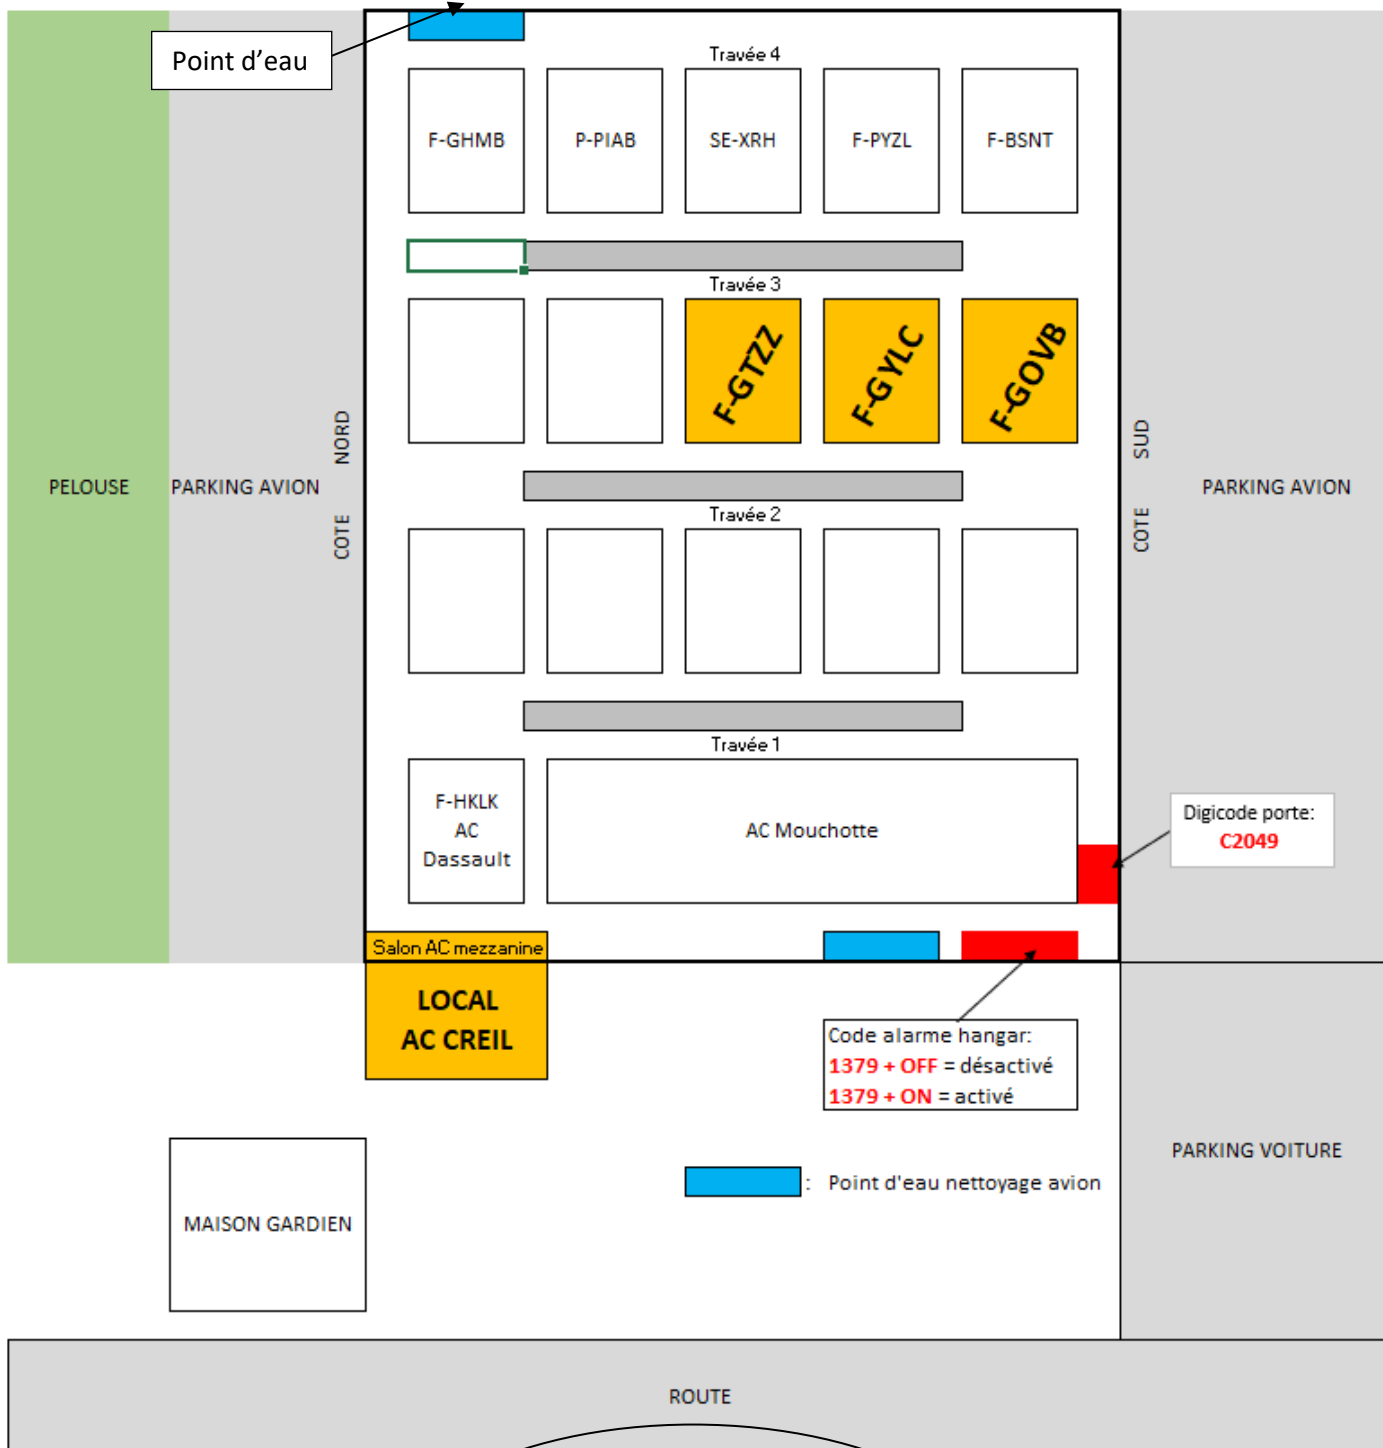 Point d'eau
Travée 4
F-GHMB
P-PIAB
SE-XRH
F-PYZL
F-BSNT
Travée 3
F-GTZZ
F-GYLC
F-GOVB
COTE NORD
COTE SUD
PELOUSE
PARKING AVION
PARKING AVION
Travée 2
Travée 1
F-HKLK
AC
Dassault
AC Mouchotte
Digicode porte:
C2049
Salon AC mezzanine
LOCAL
AC CREIL
Code alarme hangar:
1379 + OFF = désactivé
1379 + ON = activé
PARKING VOITURE
: Point d'eau nettoyage avion
MAISON GARDIEN
ROUTE